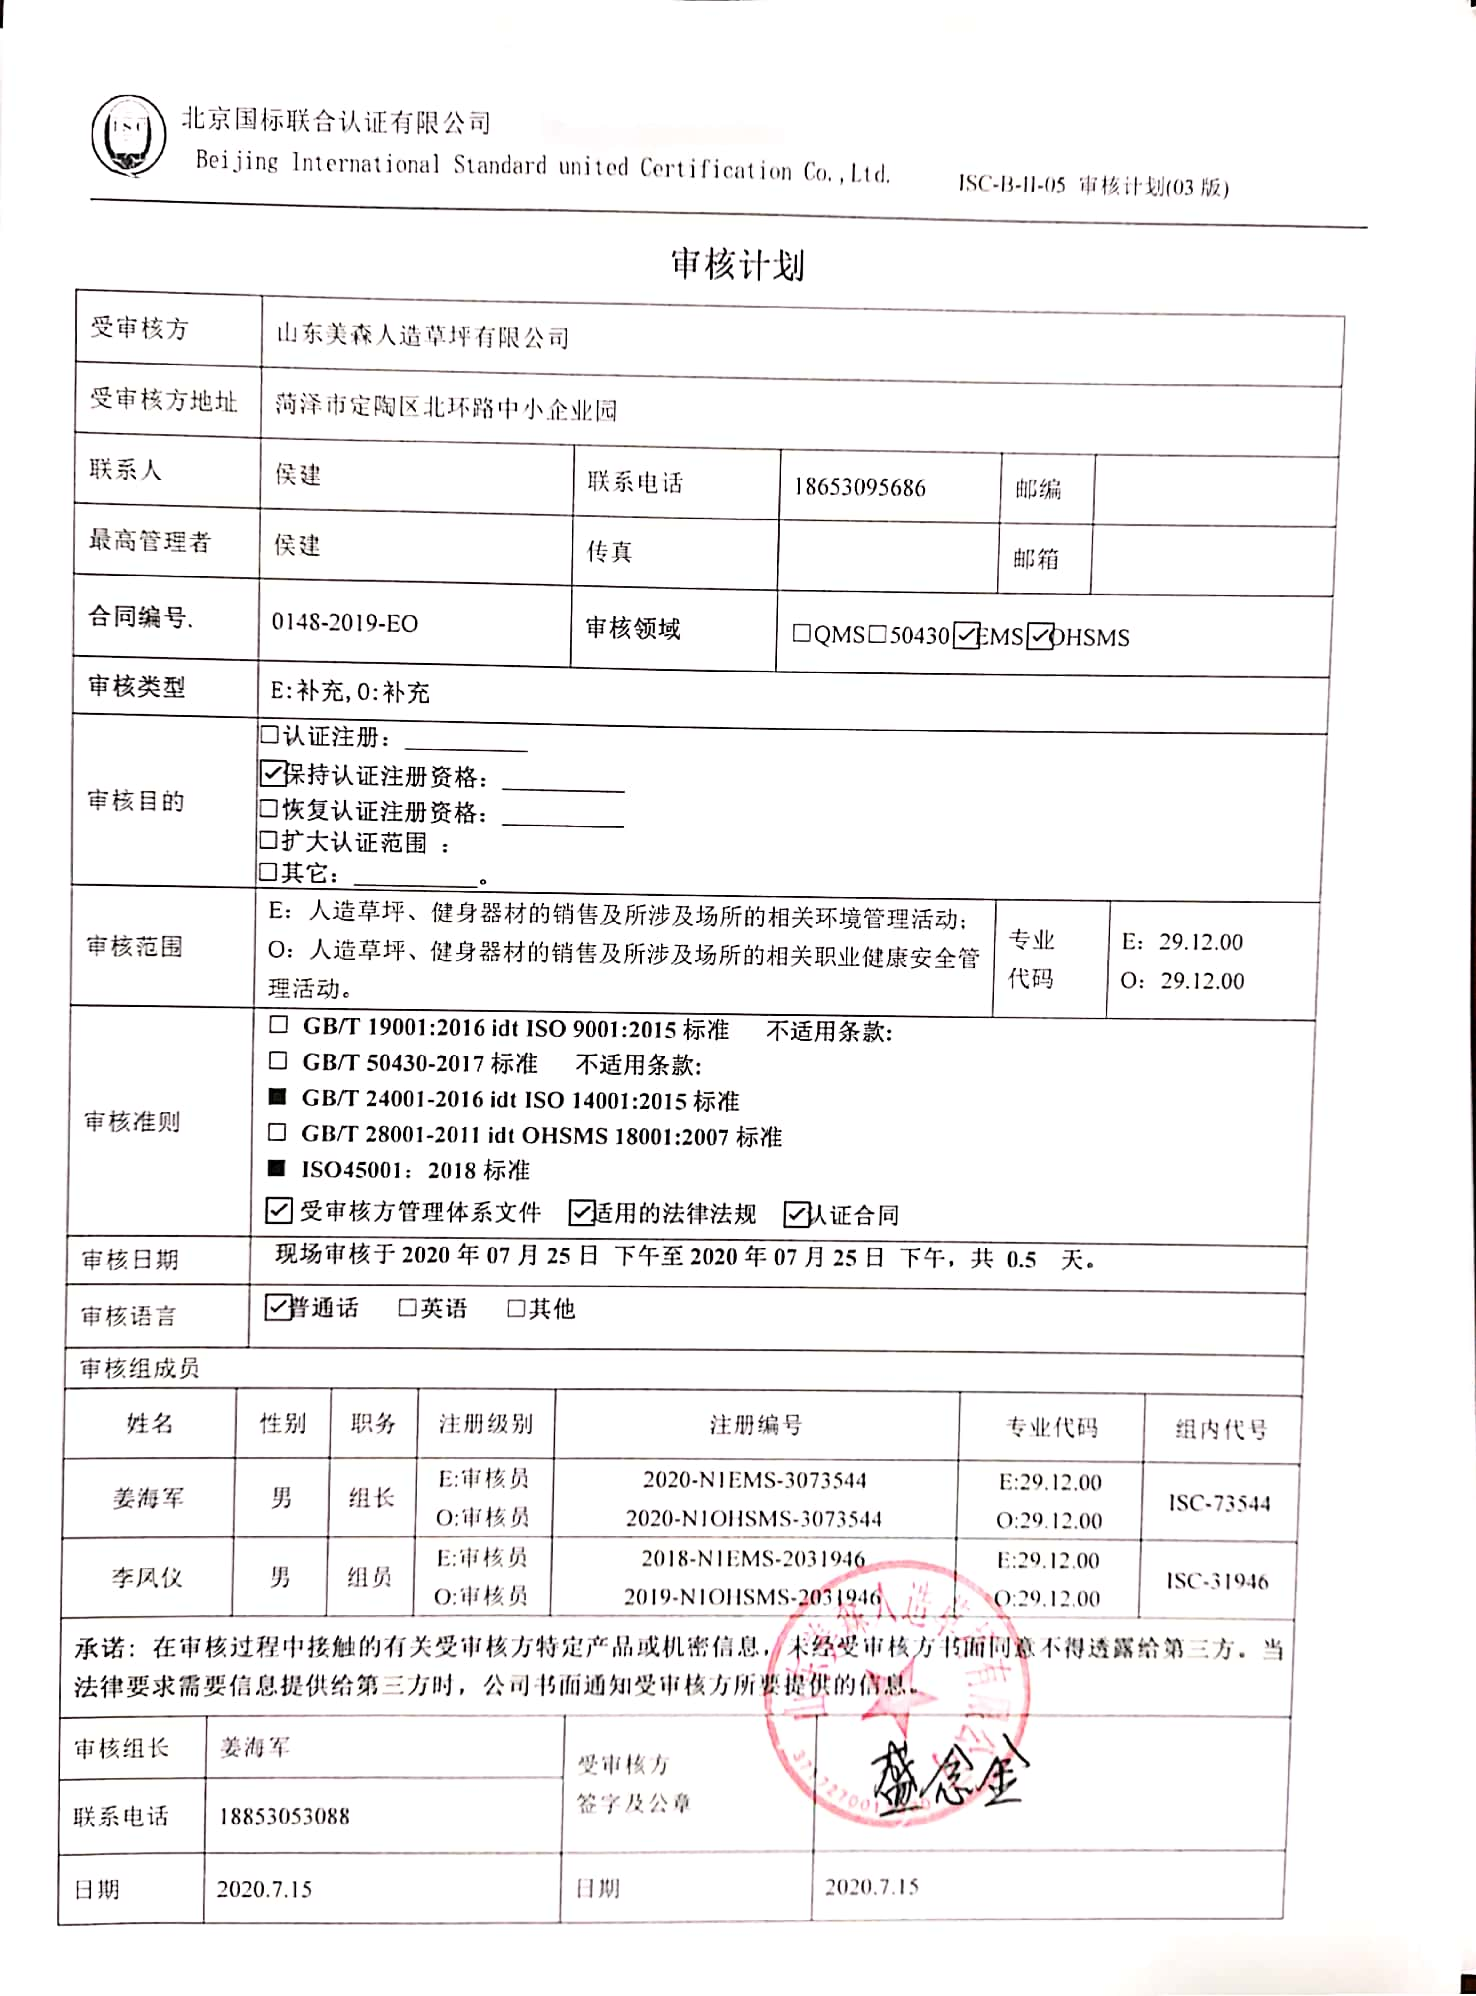 ISC
北京国标联合认证有限公司
Beijing International Standard united Certification Co.,Ltd.
ISC-B-II-05 审核计划(03 版)
审核计划
受审核方 山东美森人造草坪有限公司
受审核方地址 菏泽市定陶区北环路中小企业园
联系人 侯建 联系电话 18653095686 邮编
最高管理者 侯建 传真 邮箱
合同编号. 0148-2019-EO 审核领域 □QMS□50430☑EMS☑OHSMS
审核类型 E:补充,O:补充
审核目的
□认证注册：
☑保持认证注册资格：
□恢复认证注册资格：
□扩大认证范围 ：
□其它： 。
审核范围
E：人造草坪、健身器材的销售及所涉及场所的相关环境管理活动;
O：人造草坪、健身器材的销售及所涉及场所的相关职业健康安全管
理活动。
专业
代码
E：29.12.00
O：29.12.00
审核准则
□ GB/T 19001:2016 idt ISO 9001:2015 标准 不适用条款:
□ GB/T 50430-2017 标准 不适用条款:
■ GB/T 24001-2016 idt ISO 14001:2015 标准
□ GB/T 28001-2011 idt OHSMS 18001:2007 标准
■ ISO45001：2018 标准
☑受审核方管理体系文件 ☑适用的法律法规 ☑认证合同
审核日期 现场审核于 2020 年 07 月 25 日 下午至 2020 年 07 月 25 日 下午，共 0.5 天。
审核语言 ☑普通话 □英语 □其他
审核组成员
姓名 性别 职务 注册级别 注册编号 专业代码 组内代号
姜海军 男 组长 E:审核员 2020-N1EMS-3073544 E:29.12.00 ISC-73544
O:审核员 2020-N1OHSMS-3073544 O:29.12.00
李凤仪 男 组员 E:审核员 2018-N1EMS-2031946 E:29.12.00 ISC-31946
O:审核员 2019-N1OHSMS-2031946 O:29.12.00
承诺：在审核过程中接触的有关受审核方特定产品或机密信息，未经受审核方书面同意不得透露给第三方。当
法律要求需要信息提供给第三方时，公司书面通知受审核方所要提供的信息。
审核组长 姜海军
受审核方
签字及公章
盛念金
联系电话 18853053088
日期 2020.7.15 日期 2020.7.15